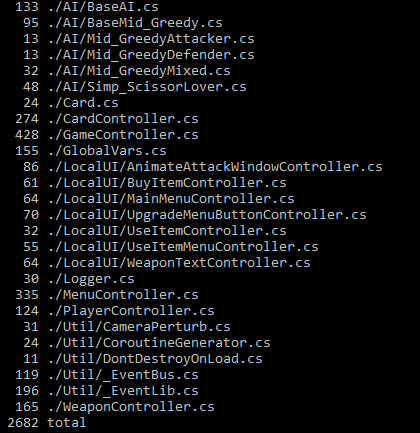 133 ./AI/BaseAI.cs
95 ./AI/BaseMid_Greedy.cs
13 ./AI/Mid_GreedyAttacker.cs
13 ./AI/Mid_GreedyDefender.cs
32 ./AI/Mid_GreedyMixed.cs
48 ./AI/Simp_ScissorLover.cs
24 ./Card.cs
274 ./CardController.cs
428 ./GameController.cs
155 ./GlobalVars.cs
86 ./LocalUI/AnimateAttackWindowController.cs
61 ./LocalUI/BuyItemController.cs
64 ./LocalUI/MainMenuController.cs
70 ./LocalUI/UpgradeMenuButtonController.cs
32 ./LocalUI/UseItemController.cs
55 ./LocalUI/UseItemMenuController.cs
64 ./LocalUI/WeaponTextController.cs
30 ./Logger.cs
335 ./MenuController.cs
124 ./PlayerController.cs
31 ./Util/CameraPerturb.cs
24 ./Util/CoroutineGenerator.cs
11 ./Util/DontDestroyOnLoad.cs
119 ./Util/_EventBus.cs
196 ./Util/_EventLib.cs
165 ./WeaponController.cs
2682 total